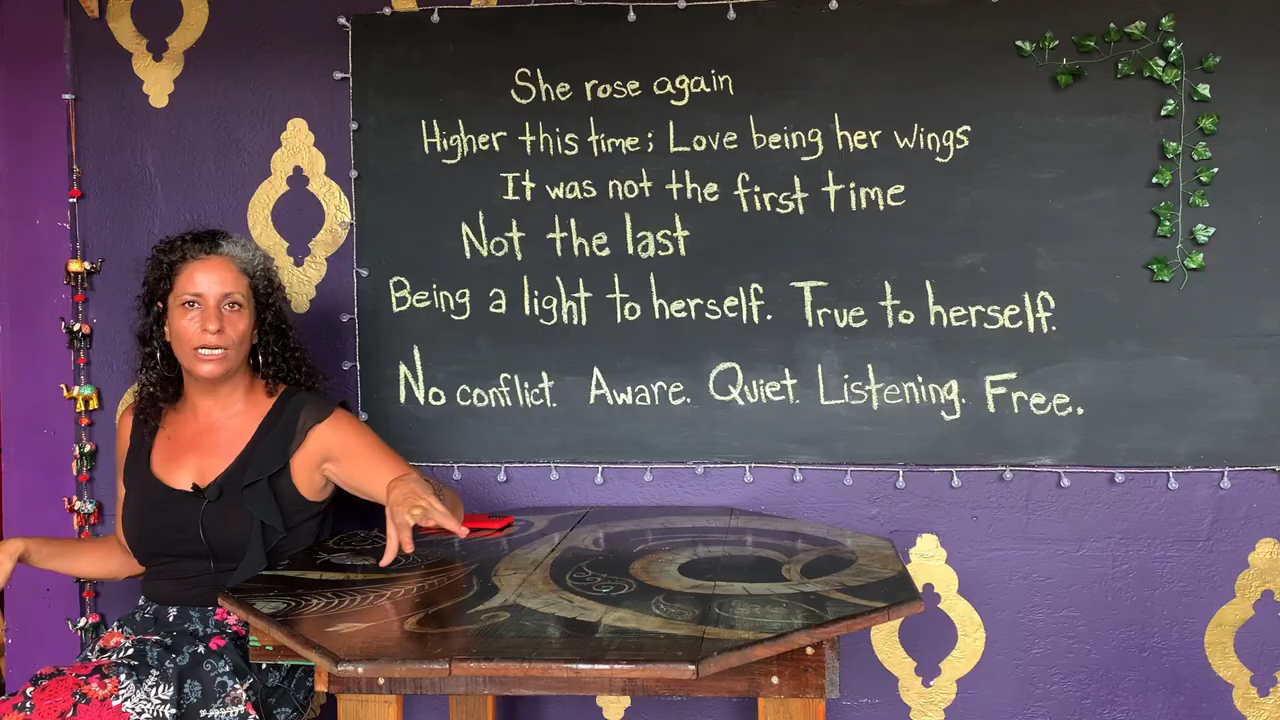 She rose again
Higher this time; Love being her wings
It was not the first time
Not the last
Being a light to herself. True to herself.
No conflict. Aware. Quiet. Listening. Free.